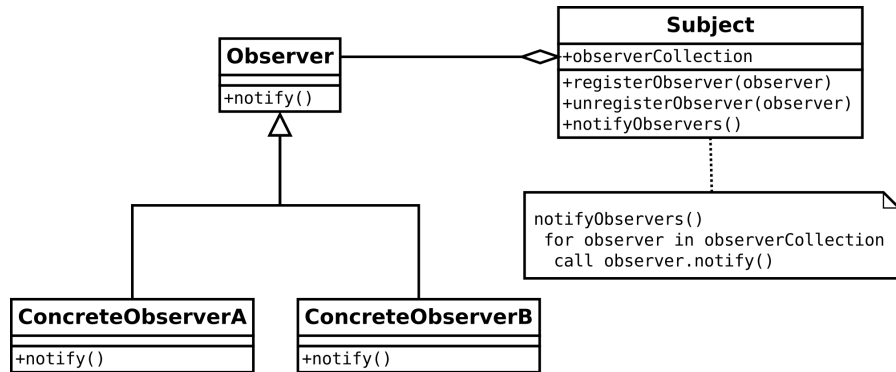 Observer
+notify()
Subject
+observerCollection
+registerObserver(observer)
+unregisterObserver(observer)
+notifyObservers()
notifyObservers()
for observer in observerCollection
call observer.notify()
ConcreteObserverA
+notify()
ConcreteObserverB
+notify()